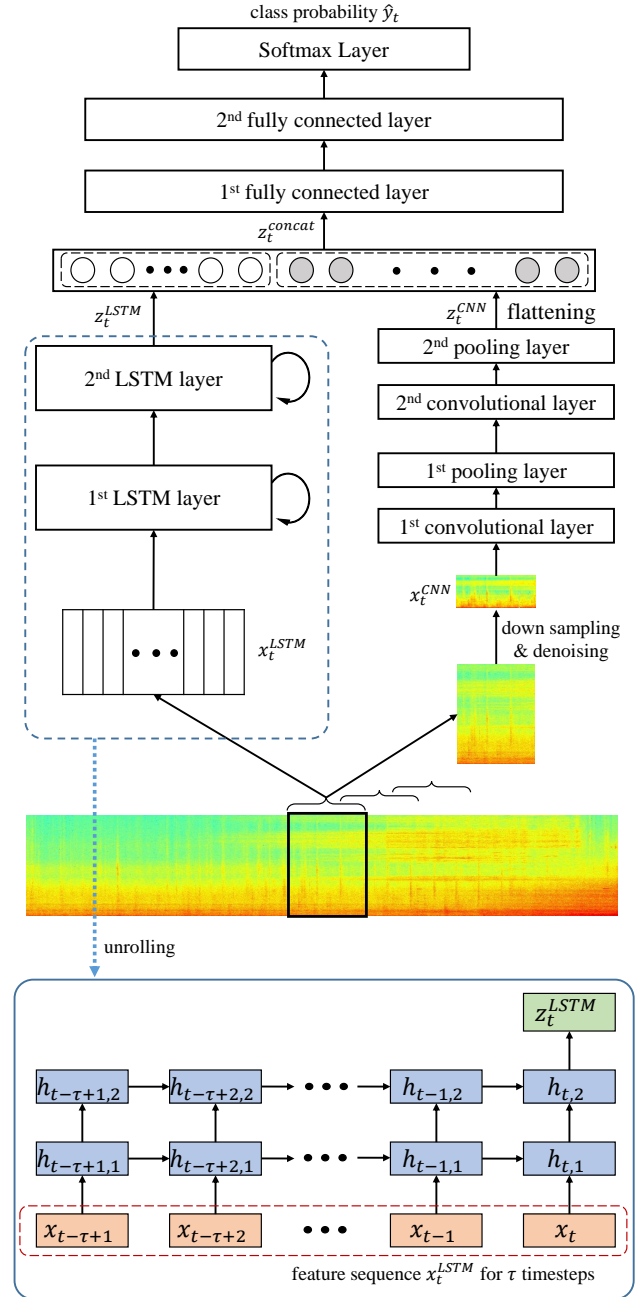 class probability ŷ_t
Softmax Layer
2nd fully connected layer
1st fully connected layer
z_t^{concat}
z_t^{LSTM}
z_t^{CNN} flattening
2nd LSTM layer
2nd pooling layer
2nd convolutional layer
1st LSTM layer
1st pooling layer
1st convolutional layer
x_t^{CNN}
x_t^{LSTM}
down sampling
& denoising
unrolling
z_t^{LSTM}
h_{t-τ+1,2} h_{t-τ+2,2} h_{t-1,2} h_{t,2}
h_{t-τ+1,1} h_{t-τ+2,1} h_{t-1,1} h_{t,1}
x_{t-τ+1} x_{t-τ+2} x_{t-1} x_t
feature sequence x_t^{LSTM} for τ timesteps